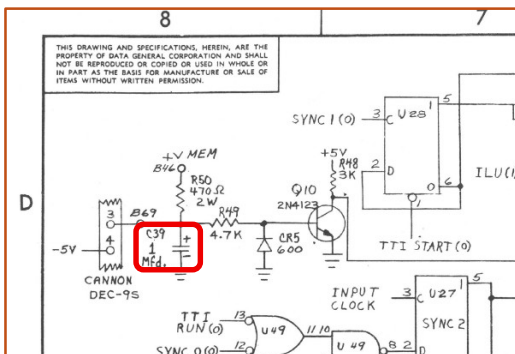 8
7
THIS DRAWING AND SPECIFICATIONS, HEREIN, ARE THE
PROPERTY OF DATA GENERAL CORPORATION AND SHALL
NOT BE REPRODUCED OR COPIED OR USED IN WHOLE OR
IN PART AS THE BASIS FOR MANUFACTURE OR SALE OF
ITEMS WITHOUT WRITTEN PERMISSION.
D
SYNC 1 (0)
3
C
U28
1
5
2
D
0
6
1
ILU(1)
TTI START (0)
+V MEM
B46
R50
470Ω
2W
+5V
R48
3K
Q10
2N4123
3
B69
R49
4.7K
C39
1
Mfd.
+
CR5
600
4
-5V
CANNON
DEC-9S
INPUT
CLOCK
3
C
U27
1
5
SYNC 2
TTI
RUN(0)
13
U49
11
10
U 49
8
2
D
SYNC 0(0)
12